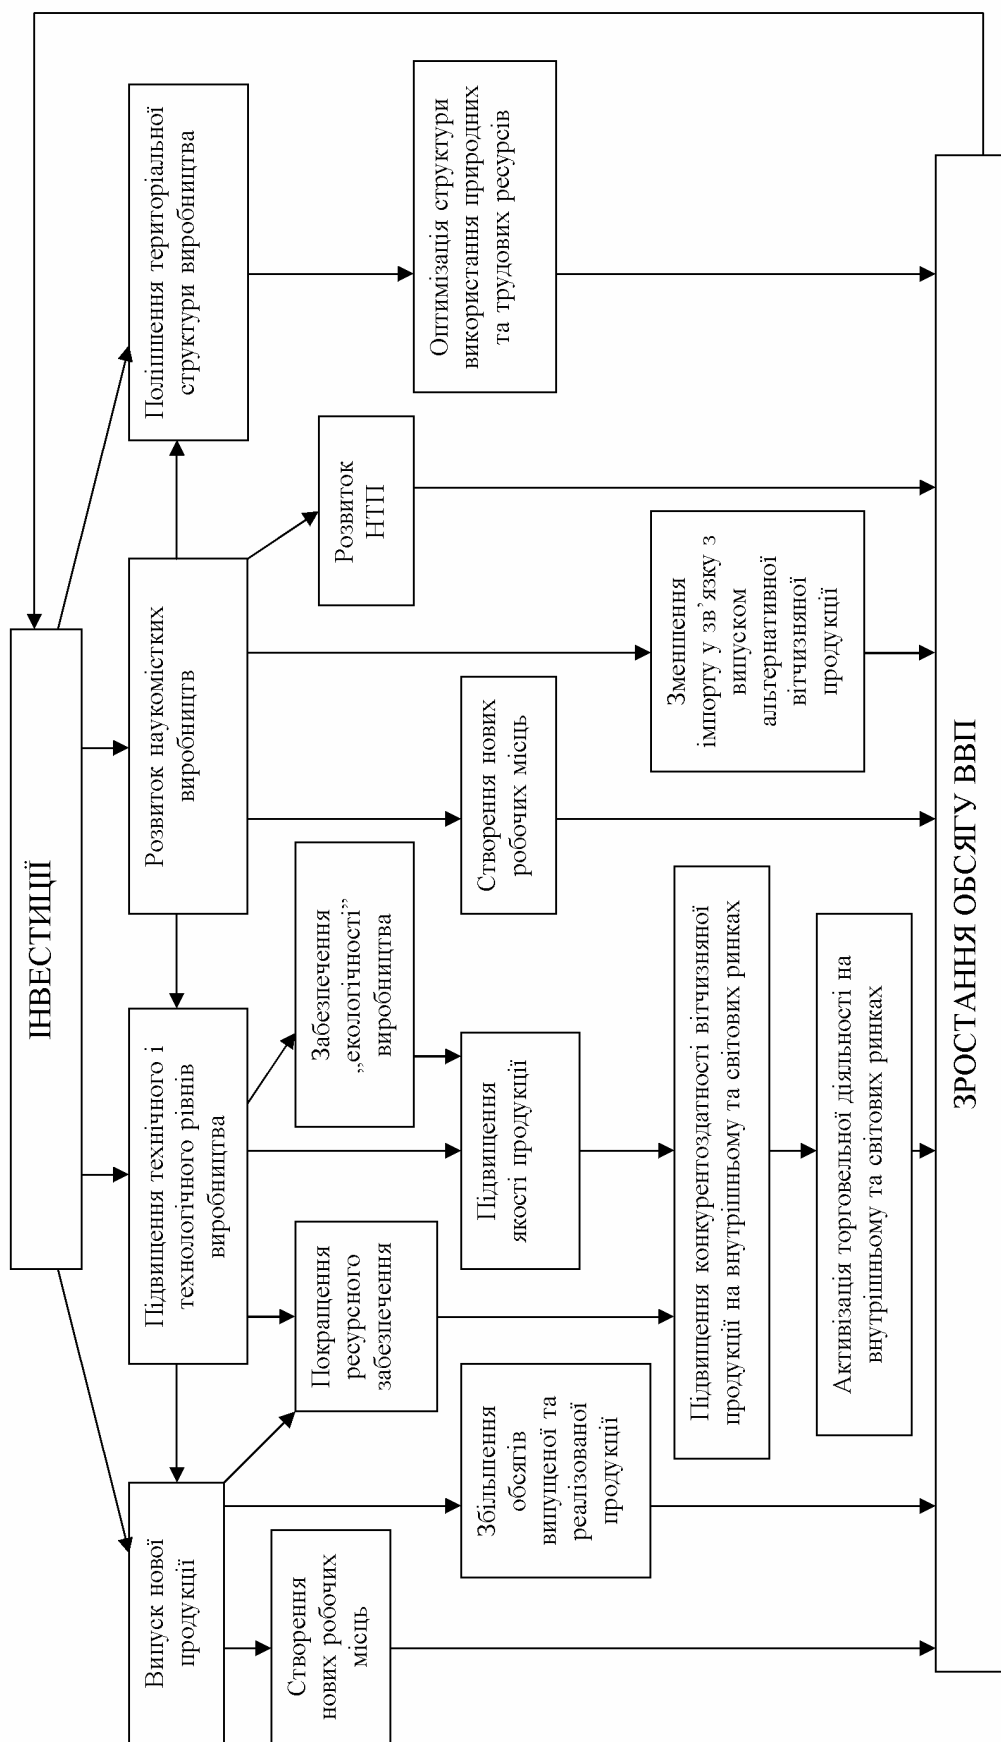 ІНВЕСТИЦІЇ
Випуск нової
продукції
Підвищення технічного і
технологічного рівнів
виробництва
Розвиток наукомістких
виробництв
Поліпшення територіальної
структури виробництва
Створення
нових робочих
місць
Покращення
ресурсного
забезпечення
Забезпечення
„екологічності”
виробництва
Розвиток
НТП
Оптимізація структури
використання природних
та трудових ресурсів
Збільшення
обсягів
випущеної та
реалізованої
продукції
Підвищення
якості продукції
Створення нових
робочих місць
Зменшення
імпорту у зв’язку з
випуском
альтернативної
вітчизняної
продукції
Підвищення конкурентоздатності вітчизняної
продукції на внутрішньому та світових ринках
Активізація торговельної діяльності на
внутрішньому та світових ринках
ЗРОСТАННЯ ОБСЯГУ ВВП